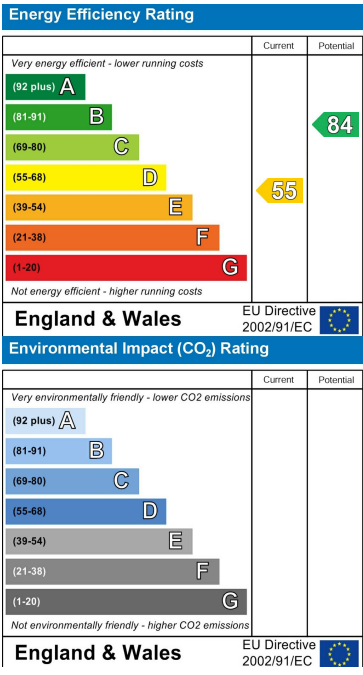 Energy Efficiency Rating
Current Potential
Very energy efficient - lower running costs
(92 plus) A
(81-91) B
84
(69-80) C
(55-68) D
55
(39-54) E
(21-38) F
(1-20) G
Not energy efficient - higher running costs
England & Wales
EU Directive
2002/91/EC
Environmental Impact (CO₂) Rating
Current Potential
Very environmentally friendly - lower CO2 emissions
(92 plus) A
(81-91) B
(69-80) C
(55-68) D
(39-54) E
(21-38) F
(1-20) G
Not environmentally friendly - higher CO2 emissions
England & Wales
EU Directive
2002/91/EC